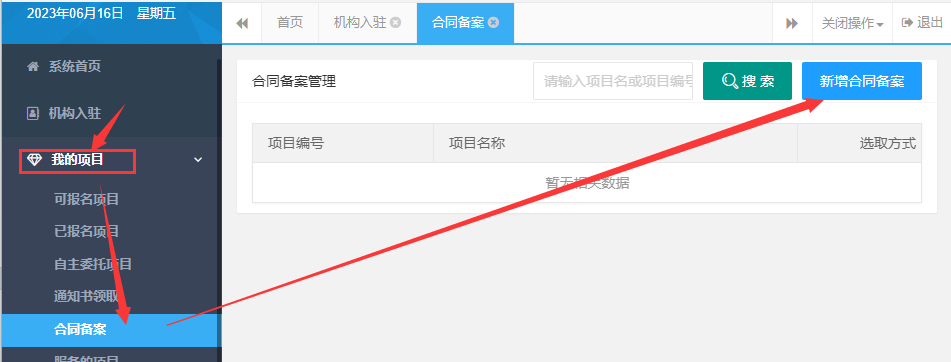 2023年06月16日 星期五
首页
机构入驻
合同备案
关闭操作
退出
系统首页
机构入驻
我的项目
可报名项目
已报名项目
自主委托项目
通知书领取
合同备案
服务的项目
合同备案管理
请输入项目名或项目编号
搜 索
新增合同备案
项目编号 项目名称 选取方式
暂无相关数据